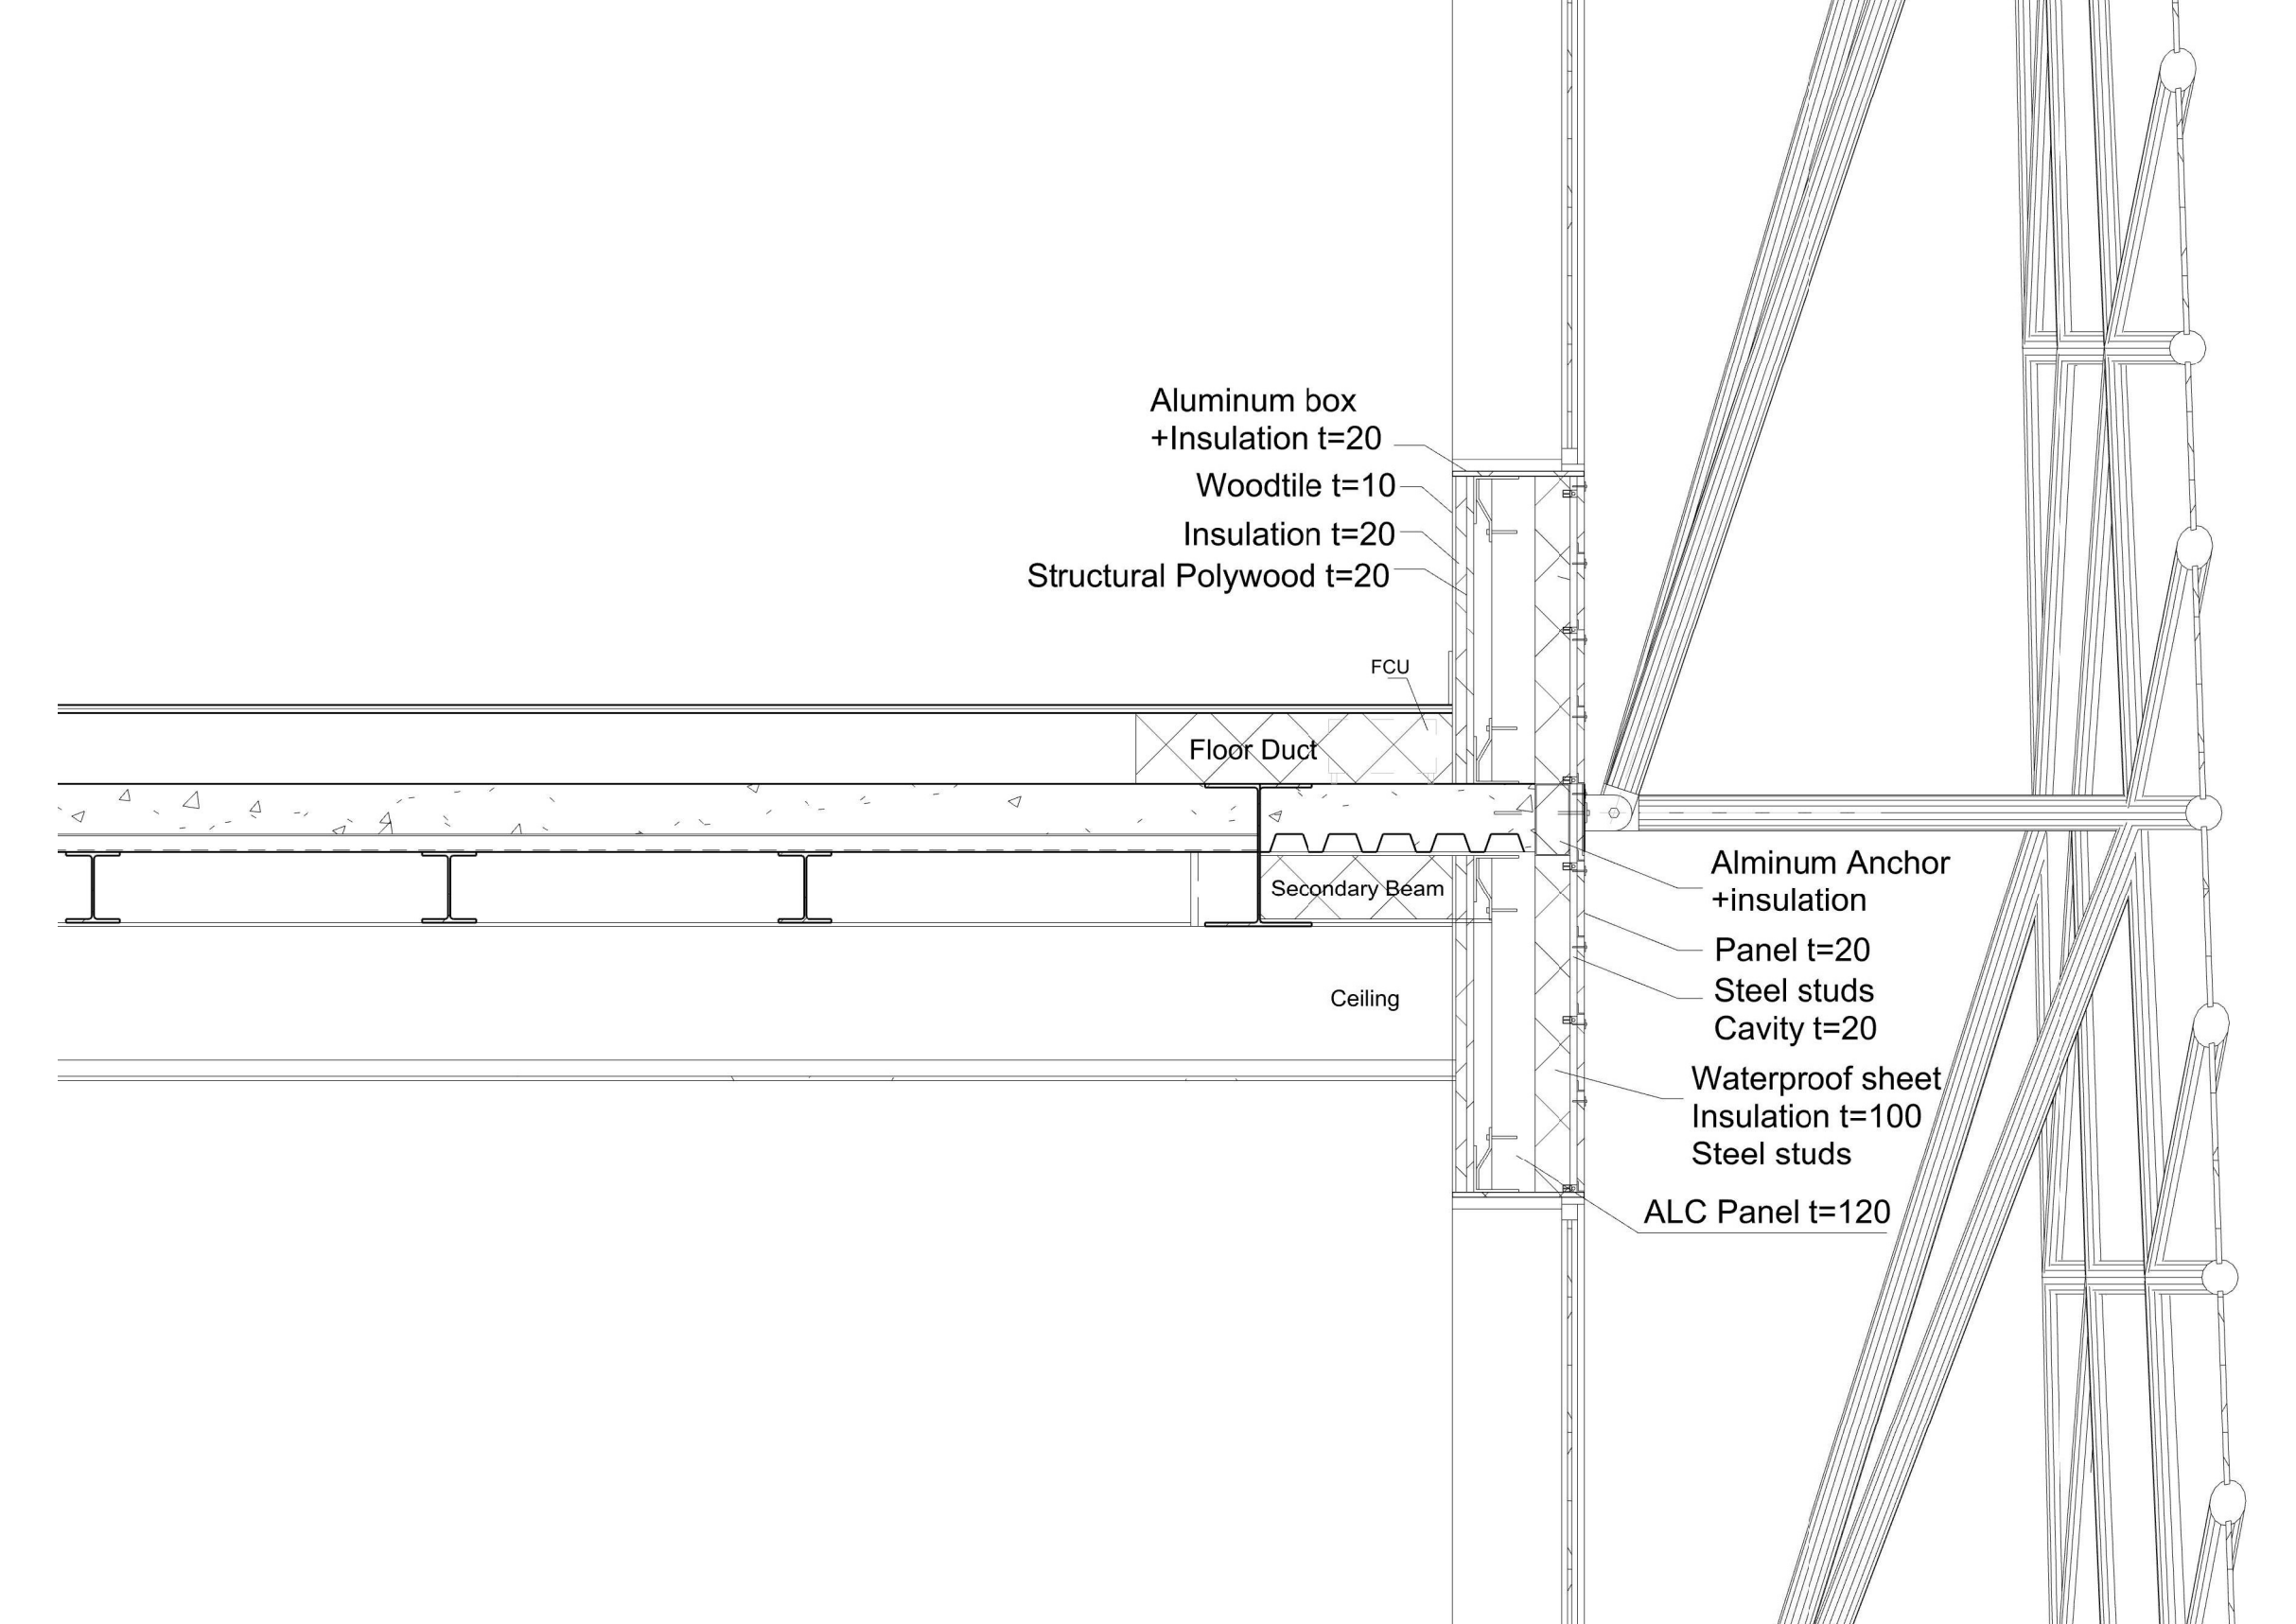 Aluminum box
+Insulation t=20
Woodtile t=10
Insulation t=20
Structural Polywood t=20
FCU
Floor Duct
Secondary Beam
Ceiling
Alminum Anchor
+insulation
Panel t=20
Steel studs
Cavity t=20
Waterproof sheet
Insulation t=100
Steel studs
ALC Panel t=120